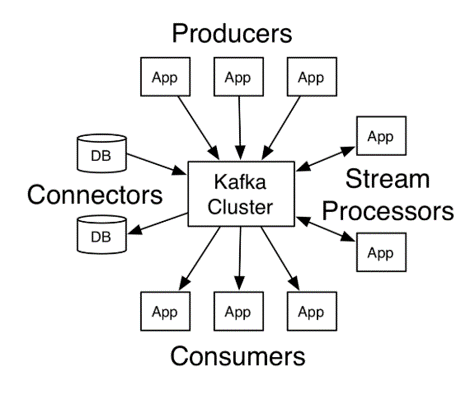 Producers
App
App
App
DB
App
Connectors
Kafka
Cluster
Stream
Processors
DB
App
App
App
App
Consumers